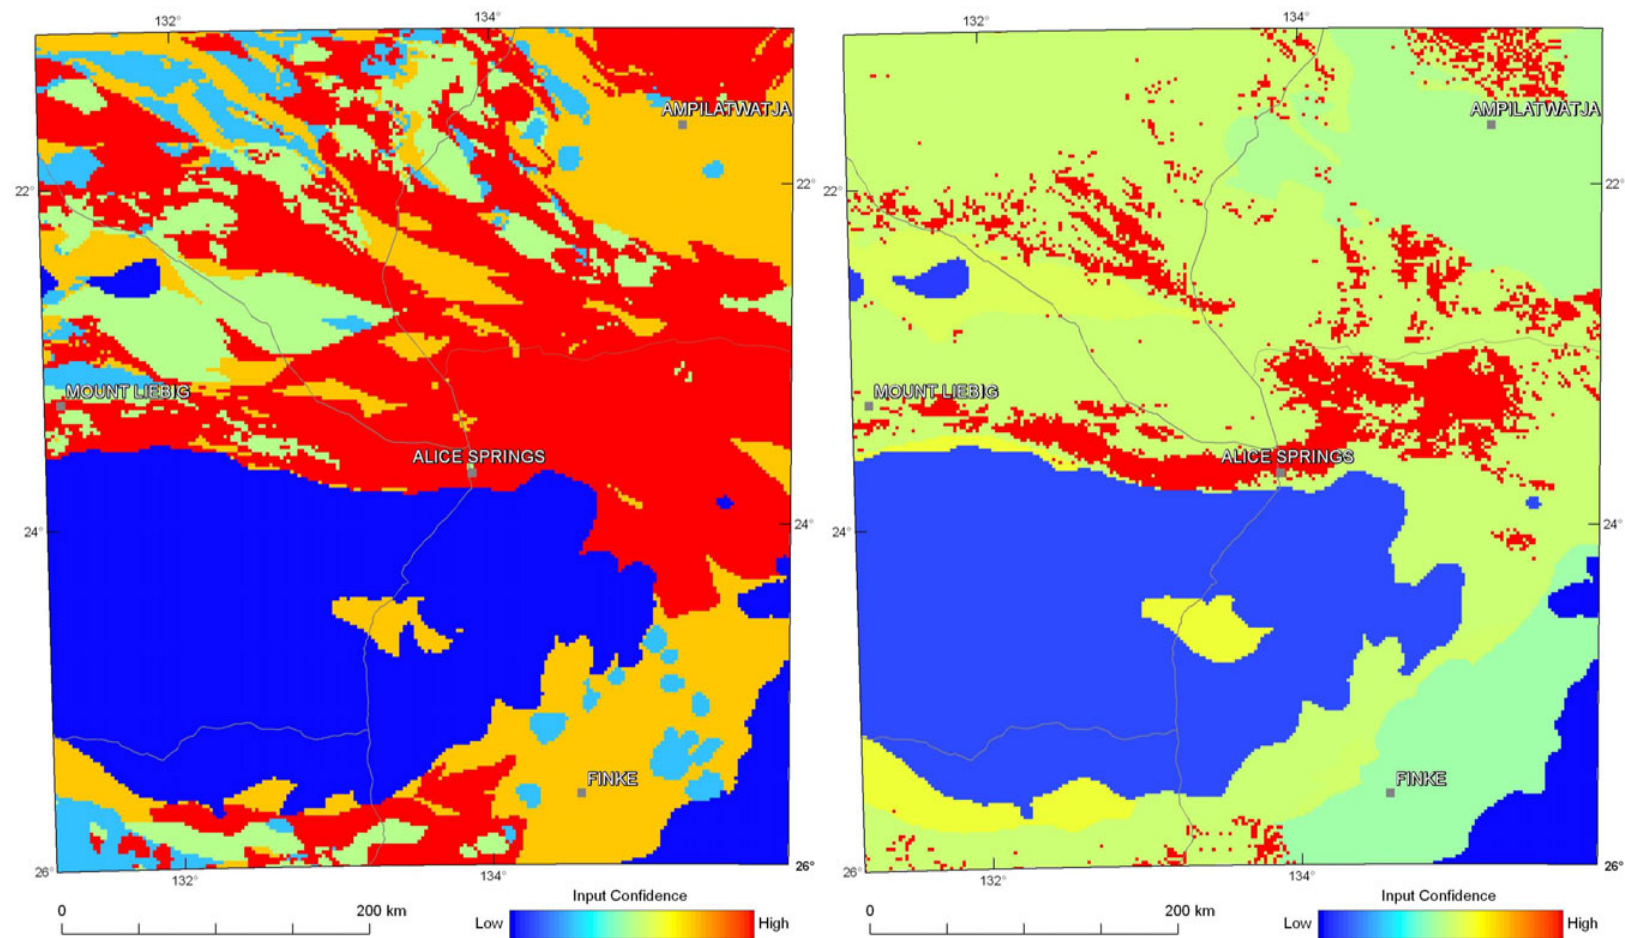 132° 134° 132° 134°
AMPILATWATJA AMPILATWATJA
22° 22° 22° 22°
MOUNT LIEBIG MOUNT LIEBIG
ALICE SPRINGS ALICE SPRINGS
24° 24° 24° 24°
FINKE FINKE
26° 26° 26° 26°
132° 134° 132° 134°
Input Confidence Input Confidence
0 200 km 0 200 km
Low High Low High